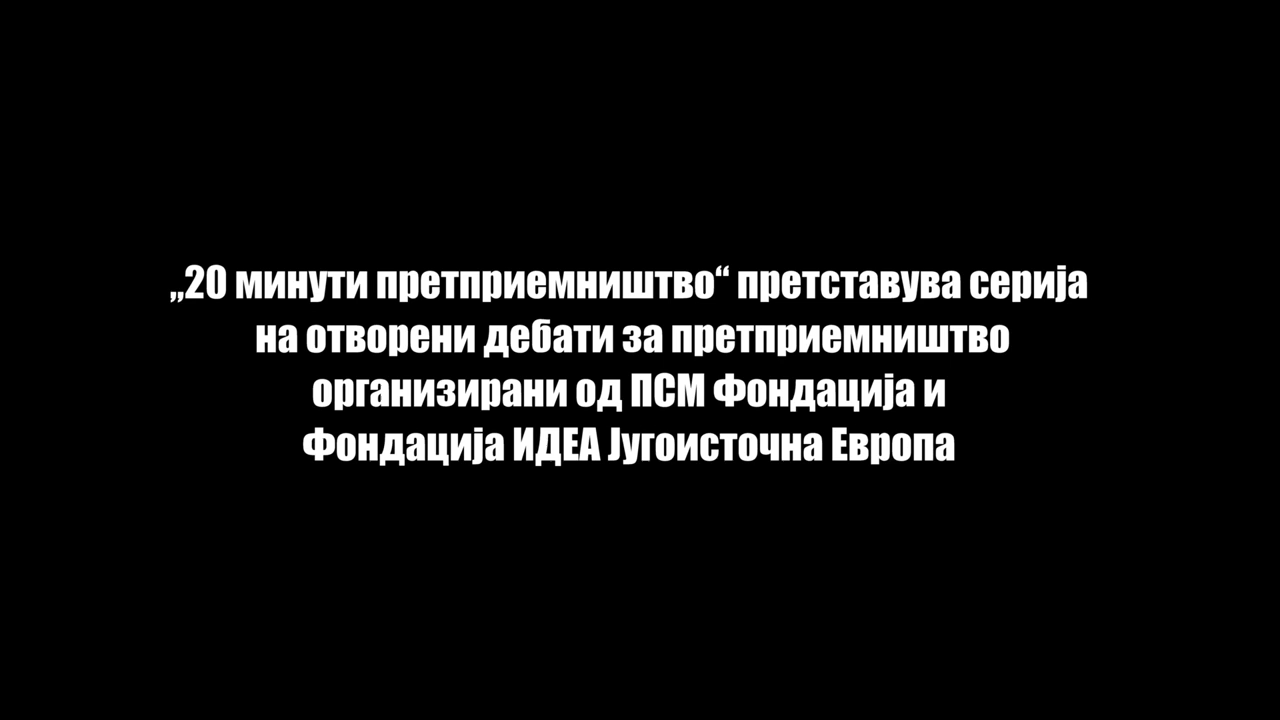 „20 минути претприемништво“ претставува серија
на отворени дебати за претприемништво
организирани од ПСМ Фондација и
Фондација ИДЕА Југоисточна Европа